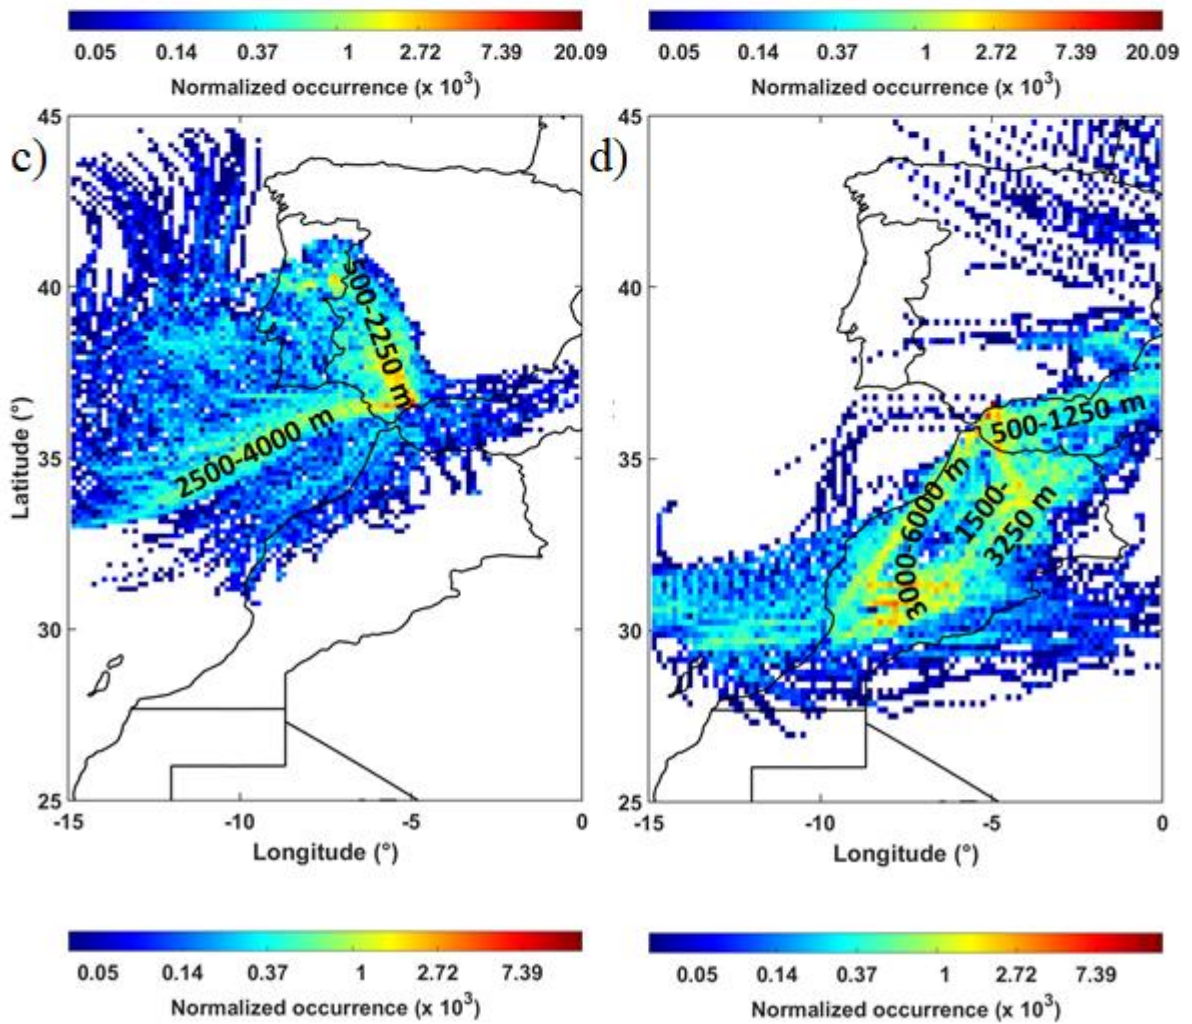 0.05 0.14 0.37 1 2.72 7.39 20.09
Normalized occurrence (x 10³)
0.05 0.14 0.37 1 2.72 7.39 20.09
Normalized occurrence (x 10³)
c)
45
40
35
30
25
Latitude (°)
500-2250 m
2500-4000 m
-15 -10 -5 0
Longitude (°)
d)
45
40
35
30
25
500-1250 m
3000-6000 m
1500-
3250 m
-15 -10 -5 0
Longitude (°)
0.05 0.14 0.37 1 2.72 7.39
Normalized occurrence (x 10³)
0.05 0.14 0.37 1 2.72 7.39
Normalized occurrence (x 10³)